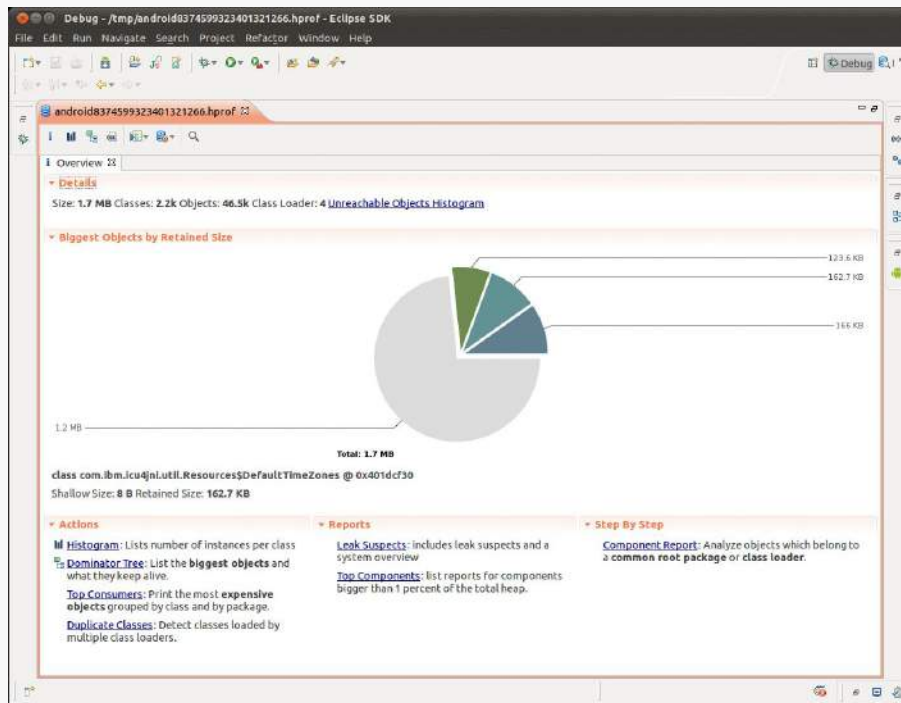 Debug - /tmp/android8374599323401321266.hprof - Eclipse SDK
File Edit Run Navigate Search Project Refactor Window Help
Debug
android8374599323401321266.hprof
i Overview
Details
Size: 1.7 MB Classes: 2.2k Objects: 46.5k Class Loader: 4 Unreachable Objects Histogram
Biggest Objects by Retained Size
123.6 KB
162.7 KB
166 KB
1.2 MB
Total: 1.7 MB
class com.ibm.icu4jni.util.Resources$DefaultTimeZones @ 0x401dcf30
Shallow Size: 8 B Retained Size: 162.7 KB
Actions
Histogram: Lists number of instances per class
Dominator Tree: List the biggest objects and
what they keep alive.
Top Consumers: Print the most expensive
objects grouped by class and by package.
Duplicate Classes: Detect classes loaded by
multiple class loaders.
Reports
Leak Suspects: includes leak suspects and a
system overview
Top Components: list reports for components
bigger than 1 percent of the total heap.
Step By Step
Component Report: Analyze objects which belong to
a common root package or class loader.